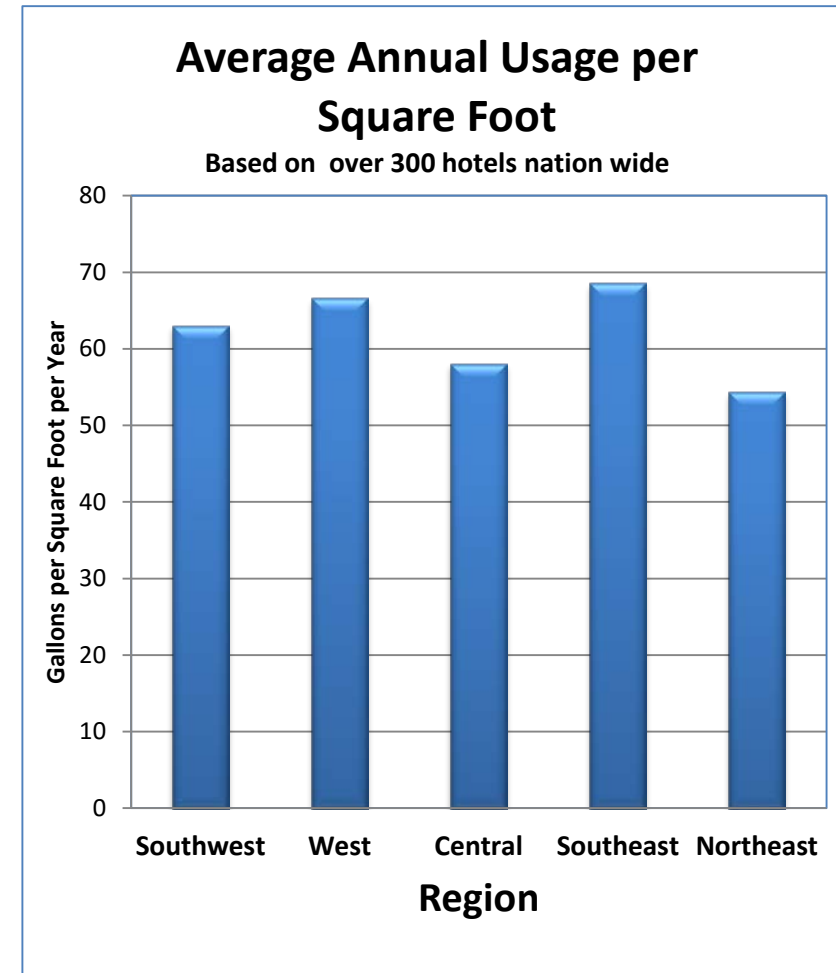 Average Annual Usage per
Square Foot
Based on  over 300 hotels nation wide
80
70
60
50
40
30
20
10
0
Gallons per Square Foot per Year
Southwest West Central Southeast Northeast
Region